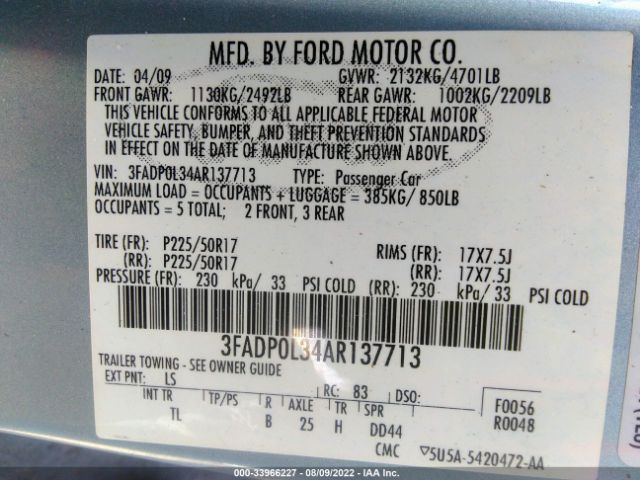 MFD. BY FORD MOTOR CO.
DATE: 04/09 GVWR: 2132KG/4701LB
FRONT GAWR: 1130KG/2492LB REAR GAWR: 1002KG/2209LB
THIS VEHICLE CONFORMS TO ALL APPLICABLE FEDERAL MOTOR
VEHICLE SAFETY, BUMPER, AND THEFT PREVENTION STANDARDS
IN EFFECT ON THE DATE OF MANUFACTURE SHOWN ABOVE.
VIN: 3FADP0L34AR137713 TYPE: Passenger Car
MAXIMUM LOAD = OCCUPANTS + LUGGAGE = 385KG/ 850LB
OCCUPANTS = 5 TOTAL; 2 FRONT, 3 REAR
TIRE (FR): P225/50R17 RIMS (FR): 17X7.5J
(RR): P225/50R17 (RR): 17X7.5J
PRESSURE (FR): 230 kPa/ 33 PSI COLD (RR): 230 kPa/ 33 PSI COLD
3FADP0L34AR137713
TRAILER TOWING - SEE OWNER GUIDE
EXT PNT: LS RC: 83 DSO:
INT TR TP/PS R AXLE TR SPR F0056
TL B 25 H DD44 R0048
CMC 5U5A-5420472-AA
000-33966227 - 08/09/2022 - IAA Inc.